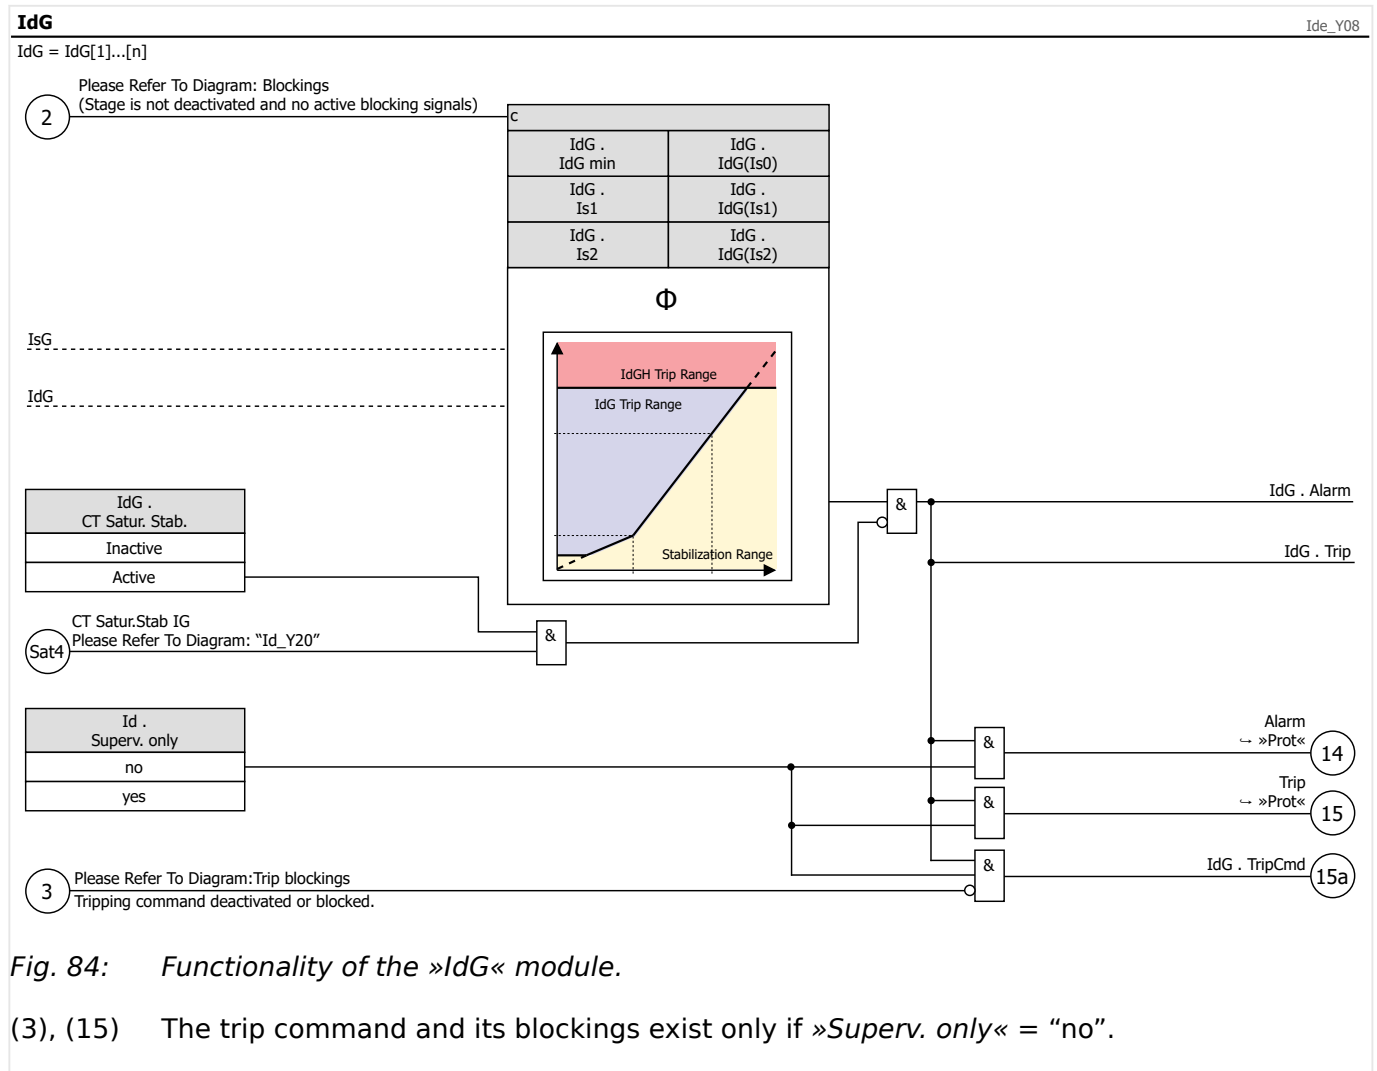 IdG
Ide_Y08
IdG = IdG[1]...[n]
Please Refer To Diagram: Blockings
2
(Stage is not deactivated and no active blocking signals)
c
IdG .
IdG min
IdG .
IdG(Is0)
IdG .
Is1
IdG .
IdG(Is1)
IdG .
Is2
IdG .
IdG(Is2)
Φ
IsG
IdG
IdGH Trip Range
IdG Trip Range
Stabilization Range
IdG .
CT Satur. Stab.
Inactive
Active
&
IdG . Alarm
IdG . Trip
CT Satur.Stab IG
Sat4
Please Refer To Diagram: “Id_Y20”
&
Id .
Superv. only
no
yes
&
Alarm
↪ »Prot«
14
&
Trip
↪ »Prot«
15
&
IdG . TripCmd
15a
3
Please Refer To Diagram:Trip blockings
Tripping command deactivated or blocked.
Fig. 84: Functionality of the »IdG« module.
(3), (15) The trip command and its blockings exist only if »Superv. only« = “no”.